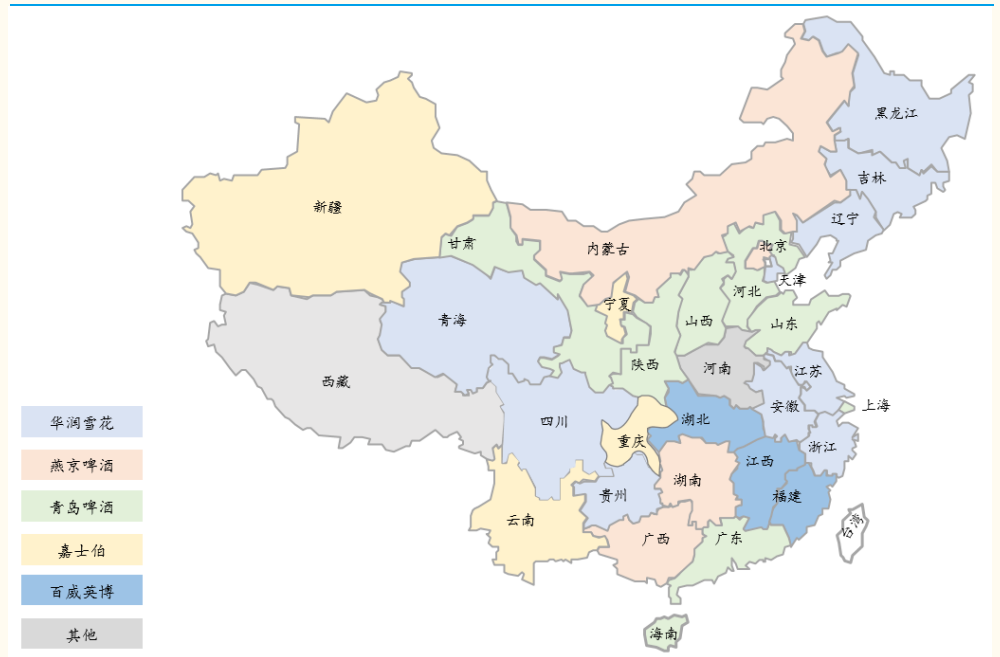 黑龙江
吉林
新疆
辽宁
甘肃
内蒙古
北京
天津
河北
宁夏
青海
山西
山东
陕西
河南
江苏
西藏
安徽
上海
华润雪花
四川
湖北
重庆
浙江
燕京啤酒
江西
湖南
贵州
福建
青岛啤酒
云南
台湾
广西
广东
嘉士伯
百威英博
其他
海南